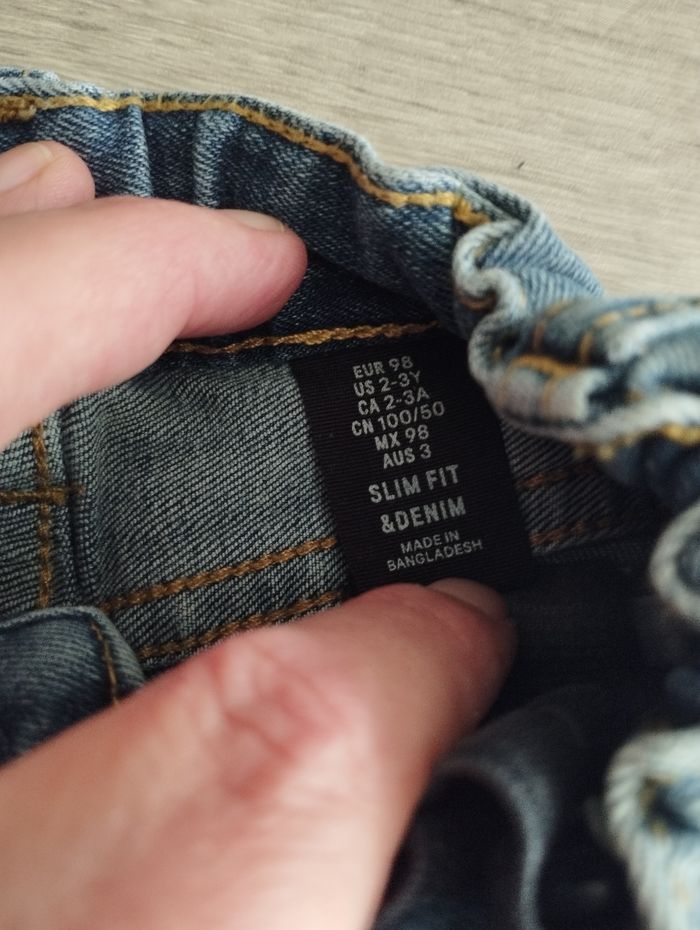 EUR 98
US 2-3Y
CA 2-3A
CN 100/50
MX 98
AUS 3
SLIM FIT
&DENIM
MADE IN
BANGLADESH